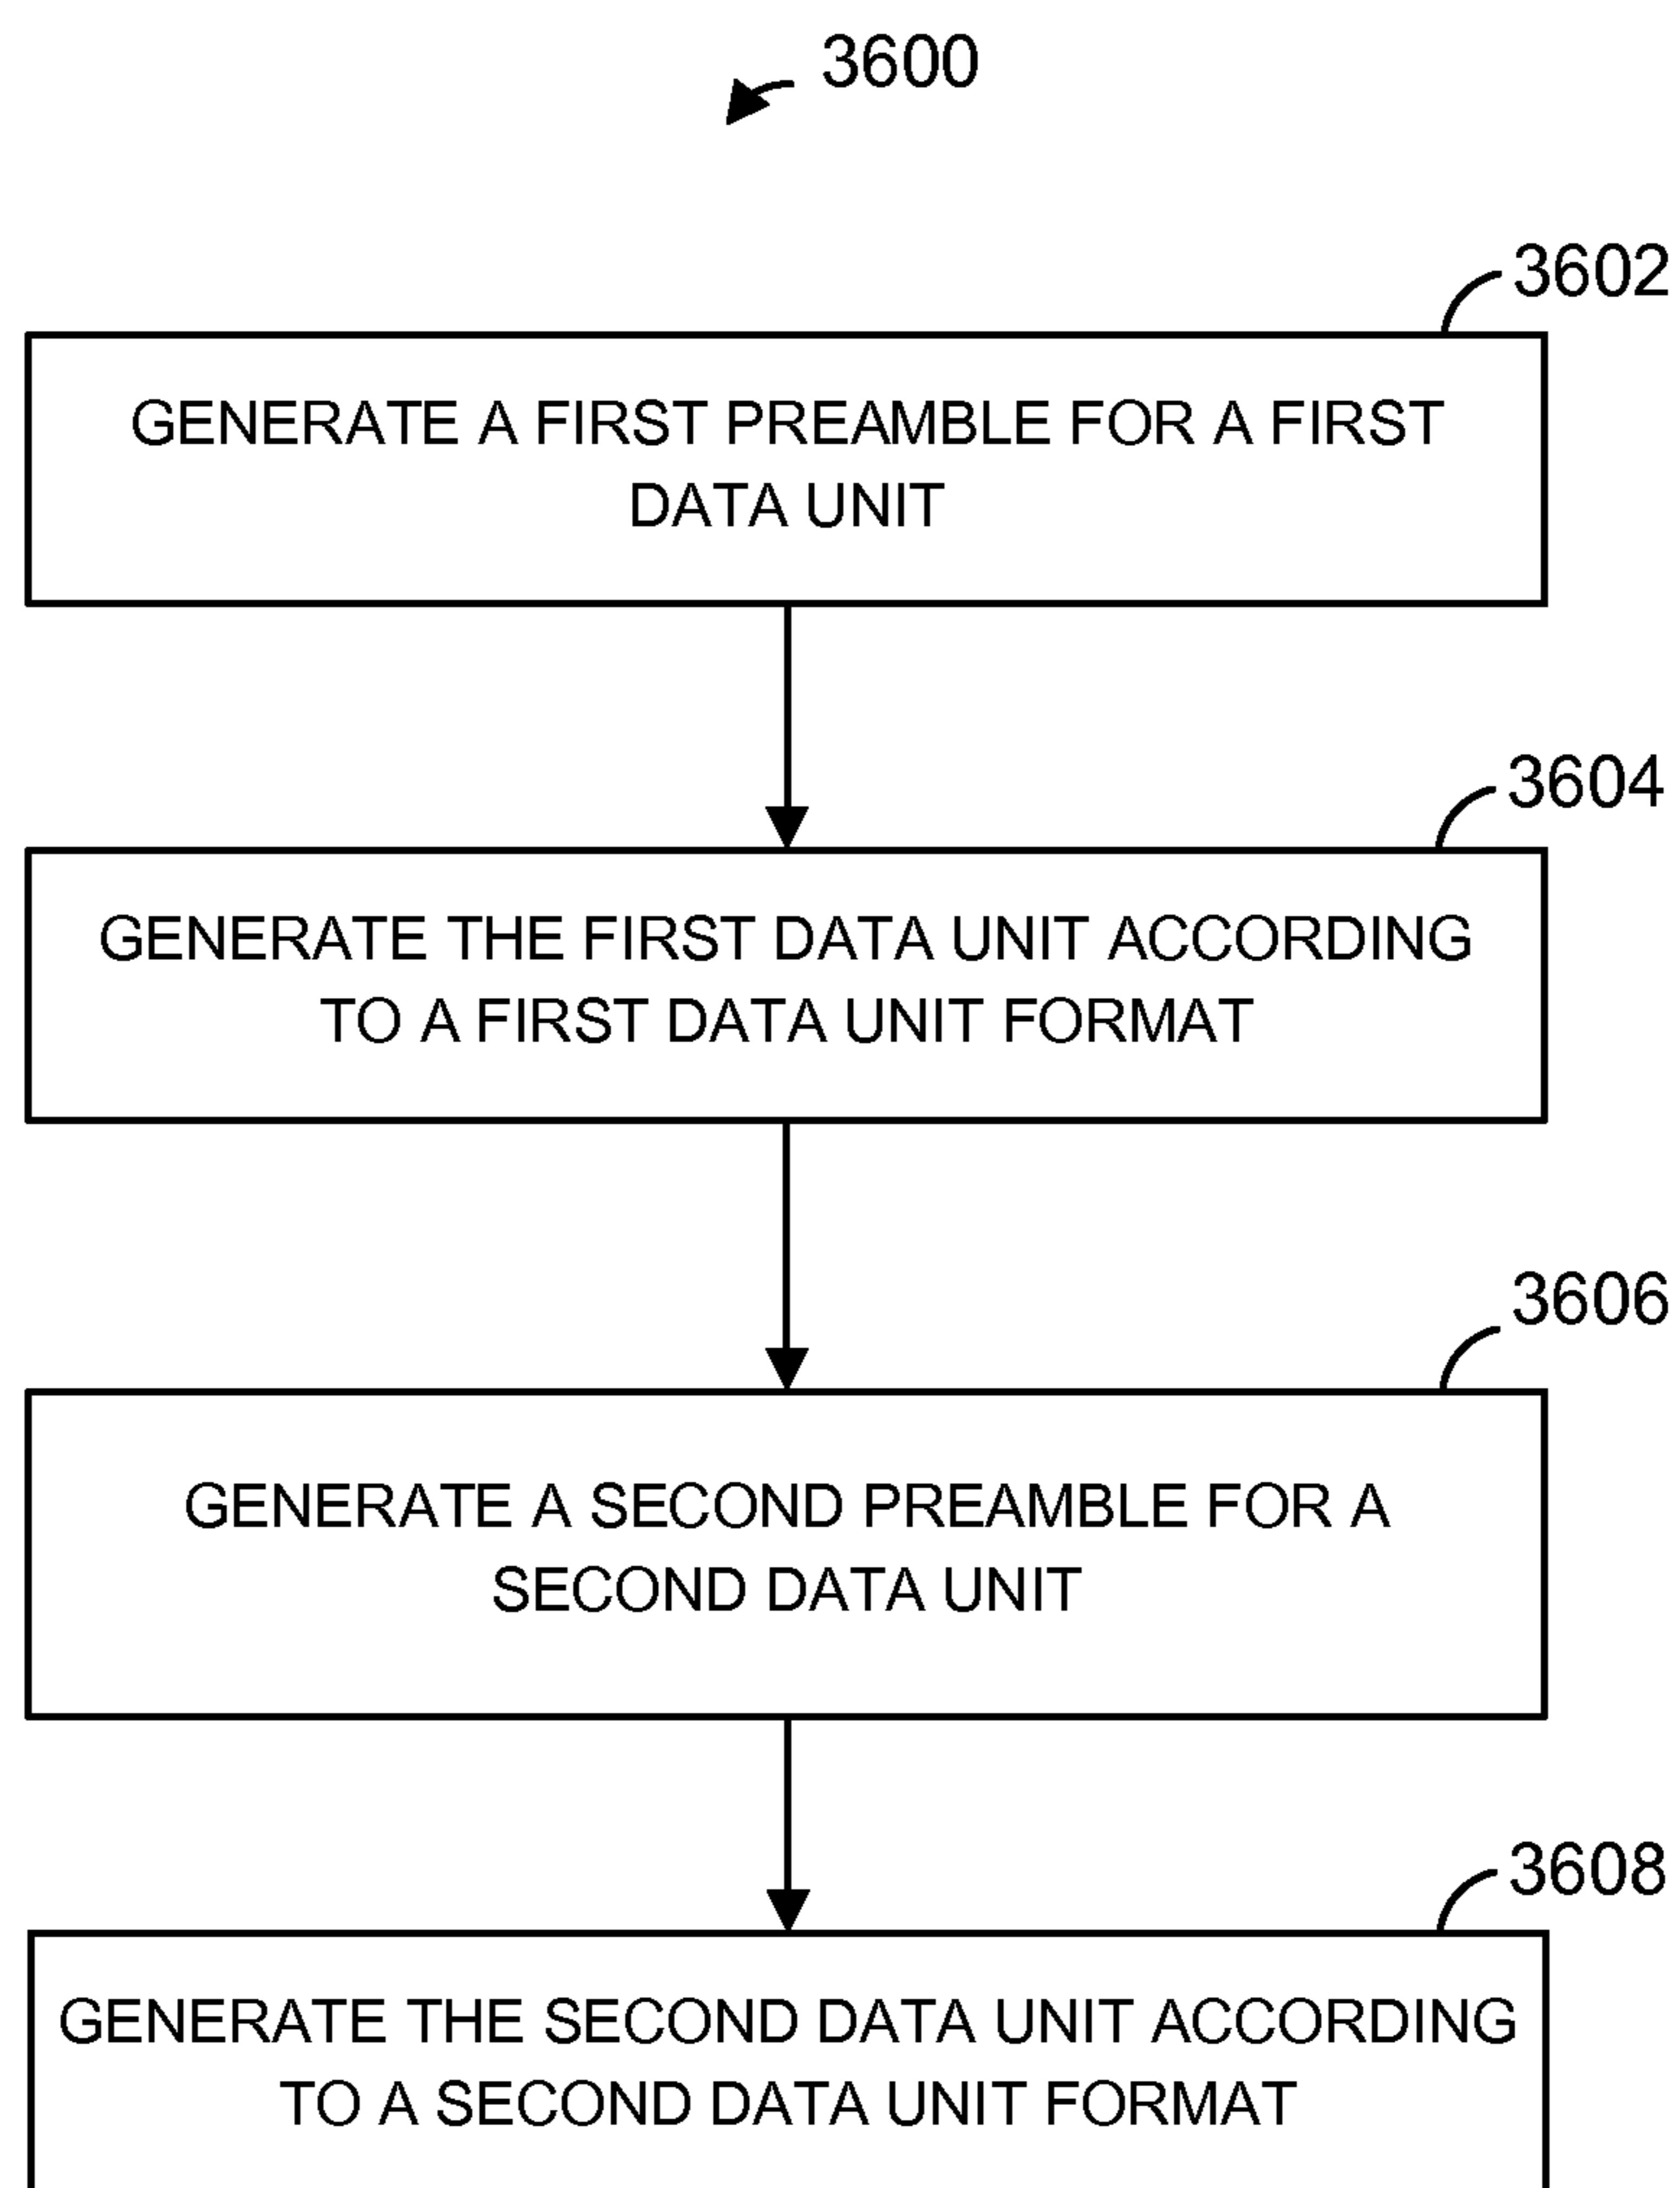 3600
3602
GENERATE A FIRST PREAMBLE FOR A FIRST
DATA UNIT
3604
GENERATE THE FIRST DATA UNIT ACCORDING
TO A FIRST DATA UNIT FORMAT
3606
GENERATE A SECOND PREAMBLE FOR A
SECOND DATA UNIT
3608
GENERATE THE SECOND DATA UNIT ACCORDING
TO A SECOND DATA UNIT FORMAT